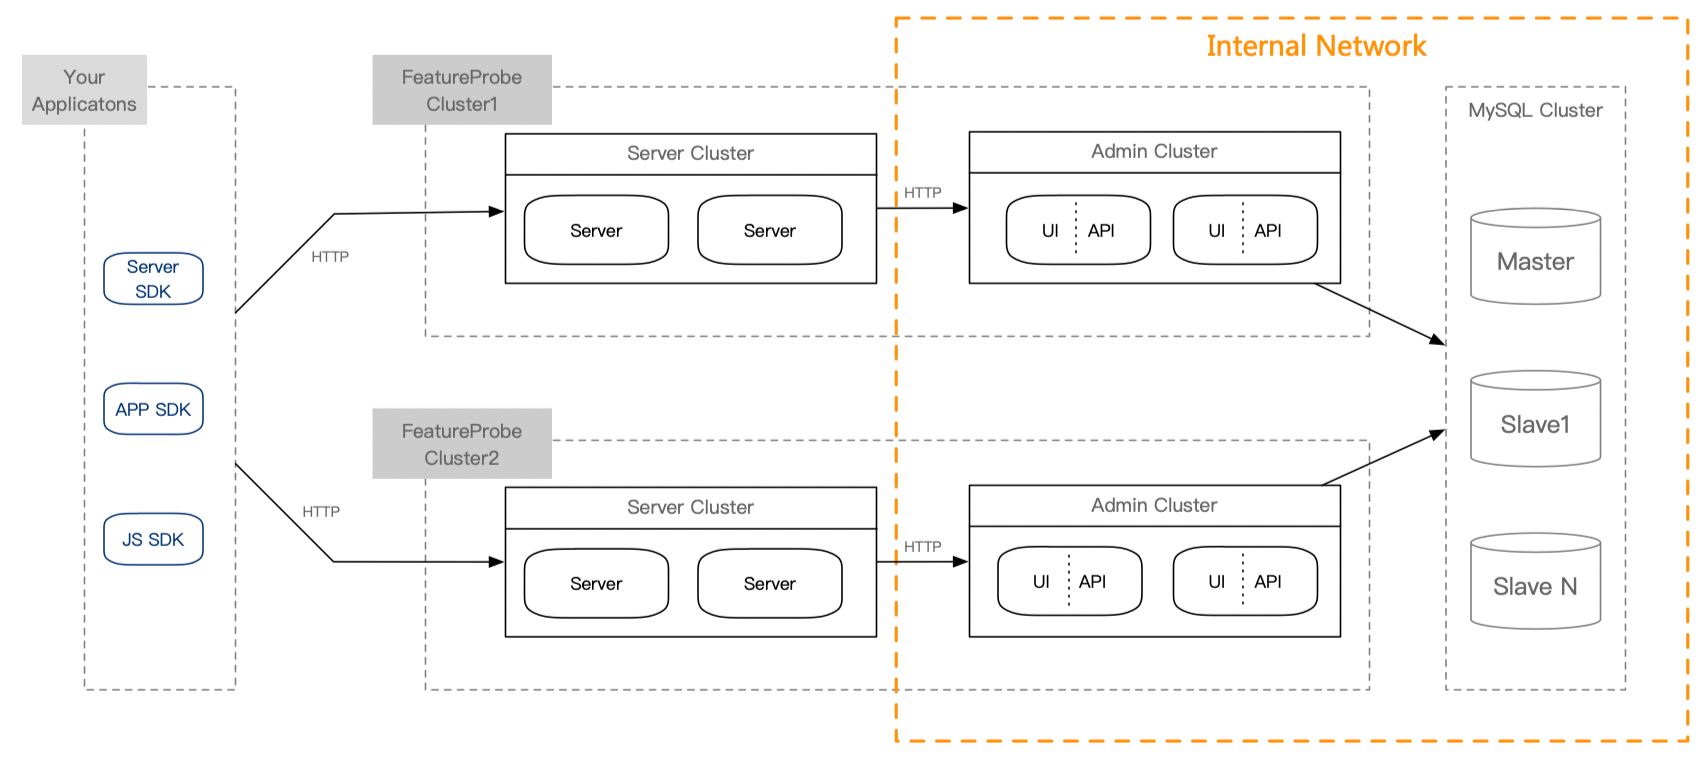 Internal Network
Your
Applicatons
FeatureProbe
Cluster1
MySQL Cluster
Server Cluster
Admin Cluster
HTTP
Server
Server
UI
API
UI
API
HTTP
Server
SDK
Master
APP SDK
Slave1
FeatureProbe
Cluster2
Server Cluster
Admin Cluster
HTTP
HTTP
JS SDK
Server
Server
UI
API
UI
API
Slave N